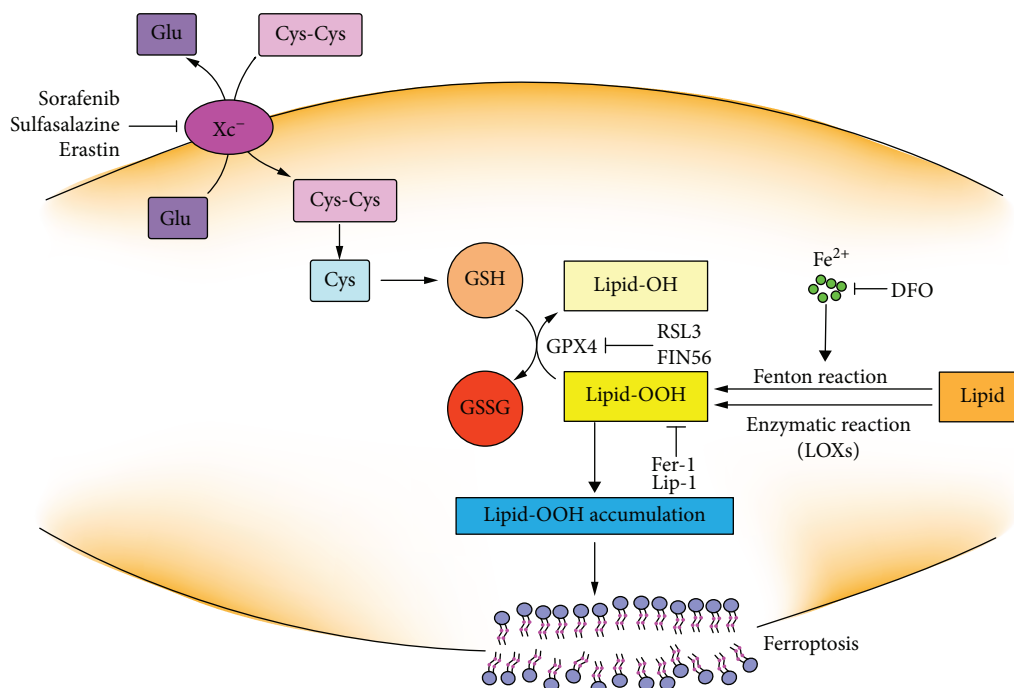 Glu
Cys-Cys
Sorafenib
Sulfasalazine
Erastin
Xc⁻
Glu
Cys-Cys
Cys
GSH
Lipid-OH
Fe²⁺
DFO
GPX4
RSL3
FIN56
GSSG
Lipid-OOH
Fenton reaction
Lipid
Enzymatic reaction
(LOXs)
Fer-1
Lip-1
Lipid-OOH accumulation
Ferroptosis